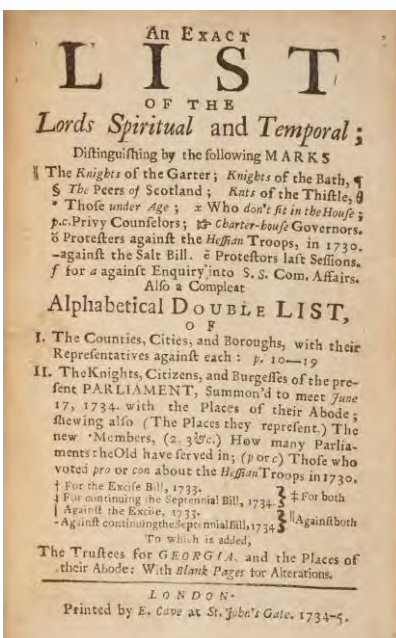 An EXACT
LIST
OF THE
Lords Spiritual and Temporal;
Diſtinguiſhing by the following MARKS
‖ The Knights of the Garter; Knights of the Bath, ¶
§ The Peers of Scotland; Knts of the Thiſtle, θ
* Thoſe under Age; x Who don't ſit in the Houſe;
p.c. Privy Counſelors; ☞ Charter-houſe Governors.
ŏ Proteſters againſt the Heſſian Troops, in 1730.
-againſt the Salt Bill. c̄ Proteſtors laſt Seſſions.
f for a againſt Enquiry into S. S. Com. Affairs.
Alſo a Compleat
Alphabetical DOUBLE LIST,
OF
I. The Counties, Cities, and Boroughs, with their
Repreſentatives againſt each: p. 10—19
II. The Knights, Citizens, and Burgeſſes of the pre-
ſent PARLIAMENT, Summon'd to meet June
17, 1734. with the Places of their Abode;
ſhewing alſo (The Places they repreſent.) The
new Members, (2. 3 &c.) How many Parlia-
ments the Old have ſerved in; (p or c) Thoſe who
voted pro or con about the Heſſian Troops in 1730.
† For the Exciſe Bill, 1733.
‡ For continuing the Septennial Bill, 1734. } ‡ For both
| Againſt the Exciſe, 1733.
- Againſt continuing the Septennial Bill, 1734 } ‖ Againſt both
To which is added,
The Truſtees for GEORGIA. and the Places of
their Abode: With Blank Pages for Alterations.
LONDON.
Printed by E. Cave at St. John's Gate. 1734-5.